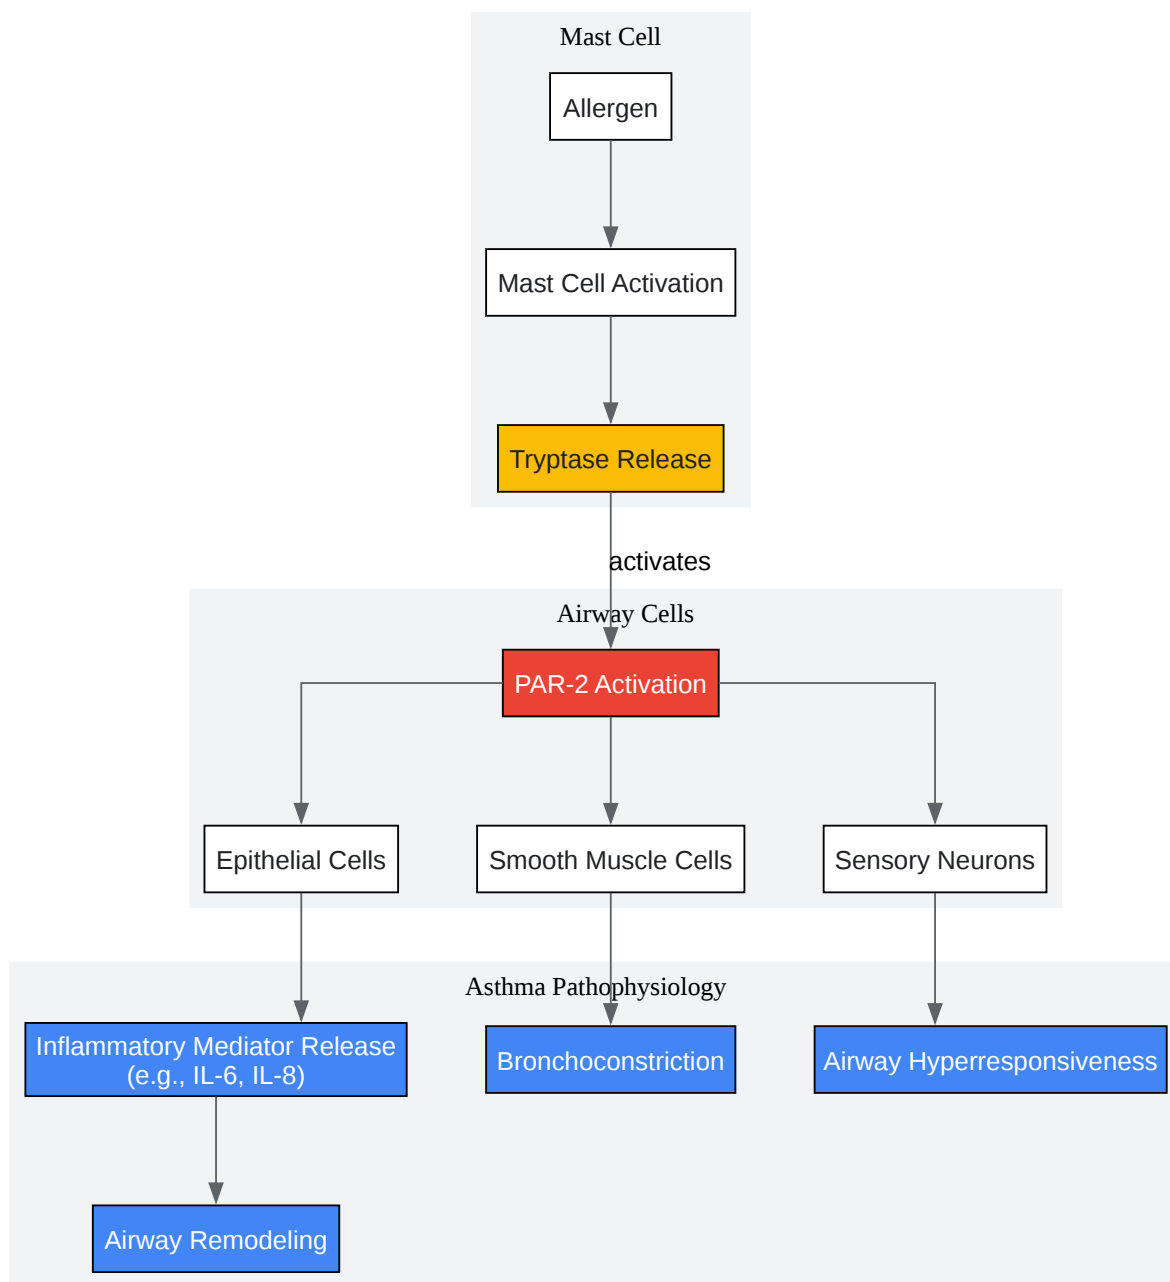 Mast Cell
Allergen
Mast Cell Activation
Tryptase Release
activates
Airway Cells
PAR-2 Activation
Epithelial Cells
Smooth Muscle Cells
Sensory Neurons
Asthma Pathophysiology
Inflammatory Mediator Release
(e.g., IL-6, IL-8)
Bronchoconstriction
Airway Hyperresponsiveness
Airway Remodeling